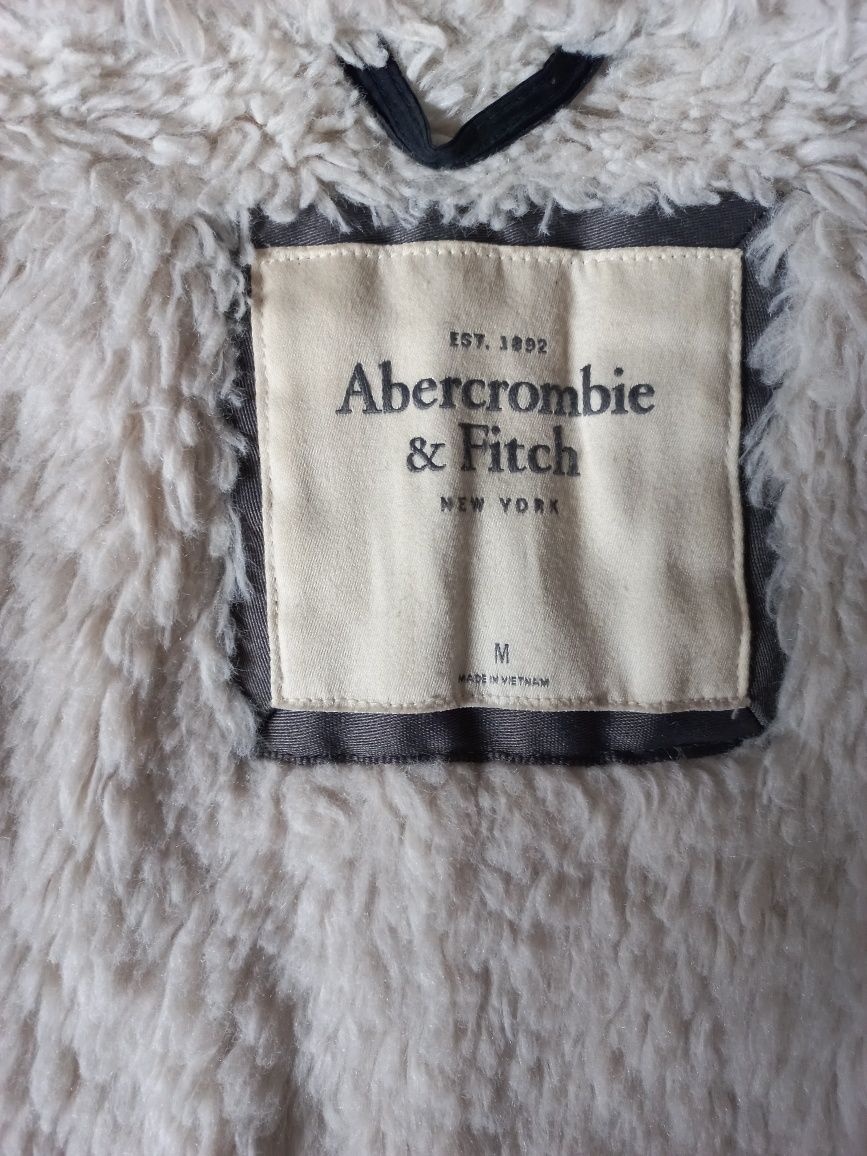 EST. 1892
Abercrombie
& Fitch
NEW YORK
M
MADE IN VIETNAM